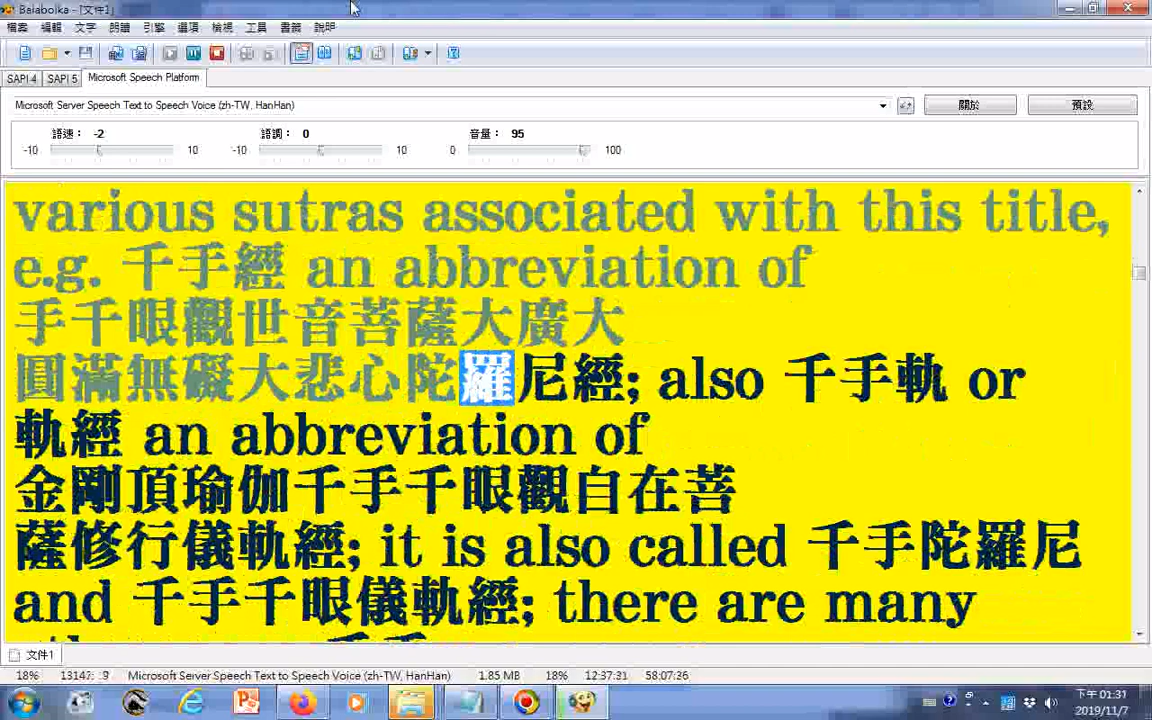 Balabolka - [文件1]
檔案 編輯 文字 朗讀 引擎 選項 檢視 工具 書籤 說明
SAPI 4 SAPI 5 Microsoft Speech Platform
Microsoft Server Speech Text to Speech Voice (zh-TW, HanHan) 關於 預設
語速： -2 語調： 0 音量： 95
-10 10 -10 10 0 100
various sutras associated with this title,
e.g. 千手經 an abbreviation of
手千眼觀世音菩薩大廣大
圓滿無礙大悲心陀羅尼經; also 千手軌 or
軌經 an abbreviation of
金剛頂瑜伽千手千眼觀自在菩
薩修行儀軌經; it is also called 千手陀羅尼
and 千手千眼儀軌經; there are many
文件1
18% Microsoft Server Speech Text to Speech Voice (zh-TW, HanHan) 1.85 MB 18% 12:37:31 58:07:36
下午 01:31
2019/11/7